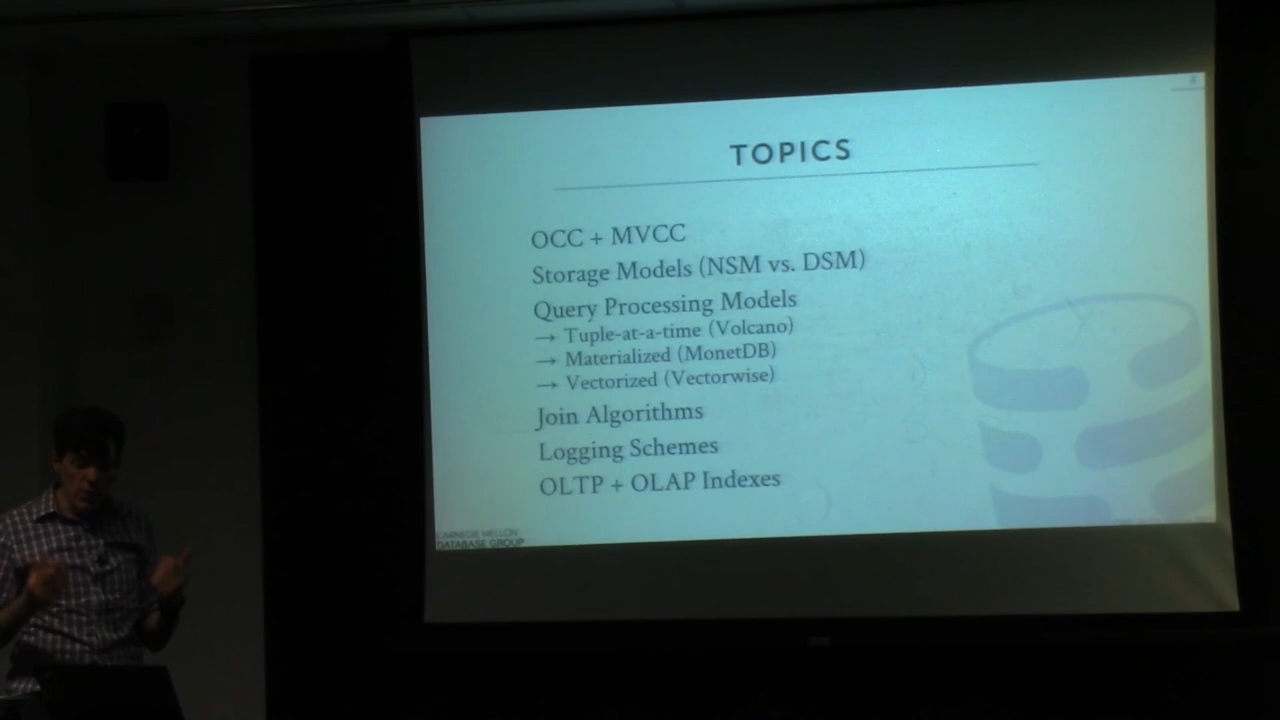 TOPICS
OCC + MVCC
Storage Models (NSM vs. DSM)
Query Processing Models
→ Tuple-at-a-time (Volcano)
→ Materialized (MonetDB)
→ Vectorized (Vectorwise)
Join Algorithms
Logging Schemes
OLTP + OLAP Indexes
CARNEGIE MELLON
DATABASE GROUP